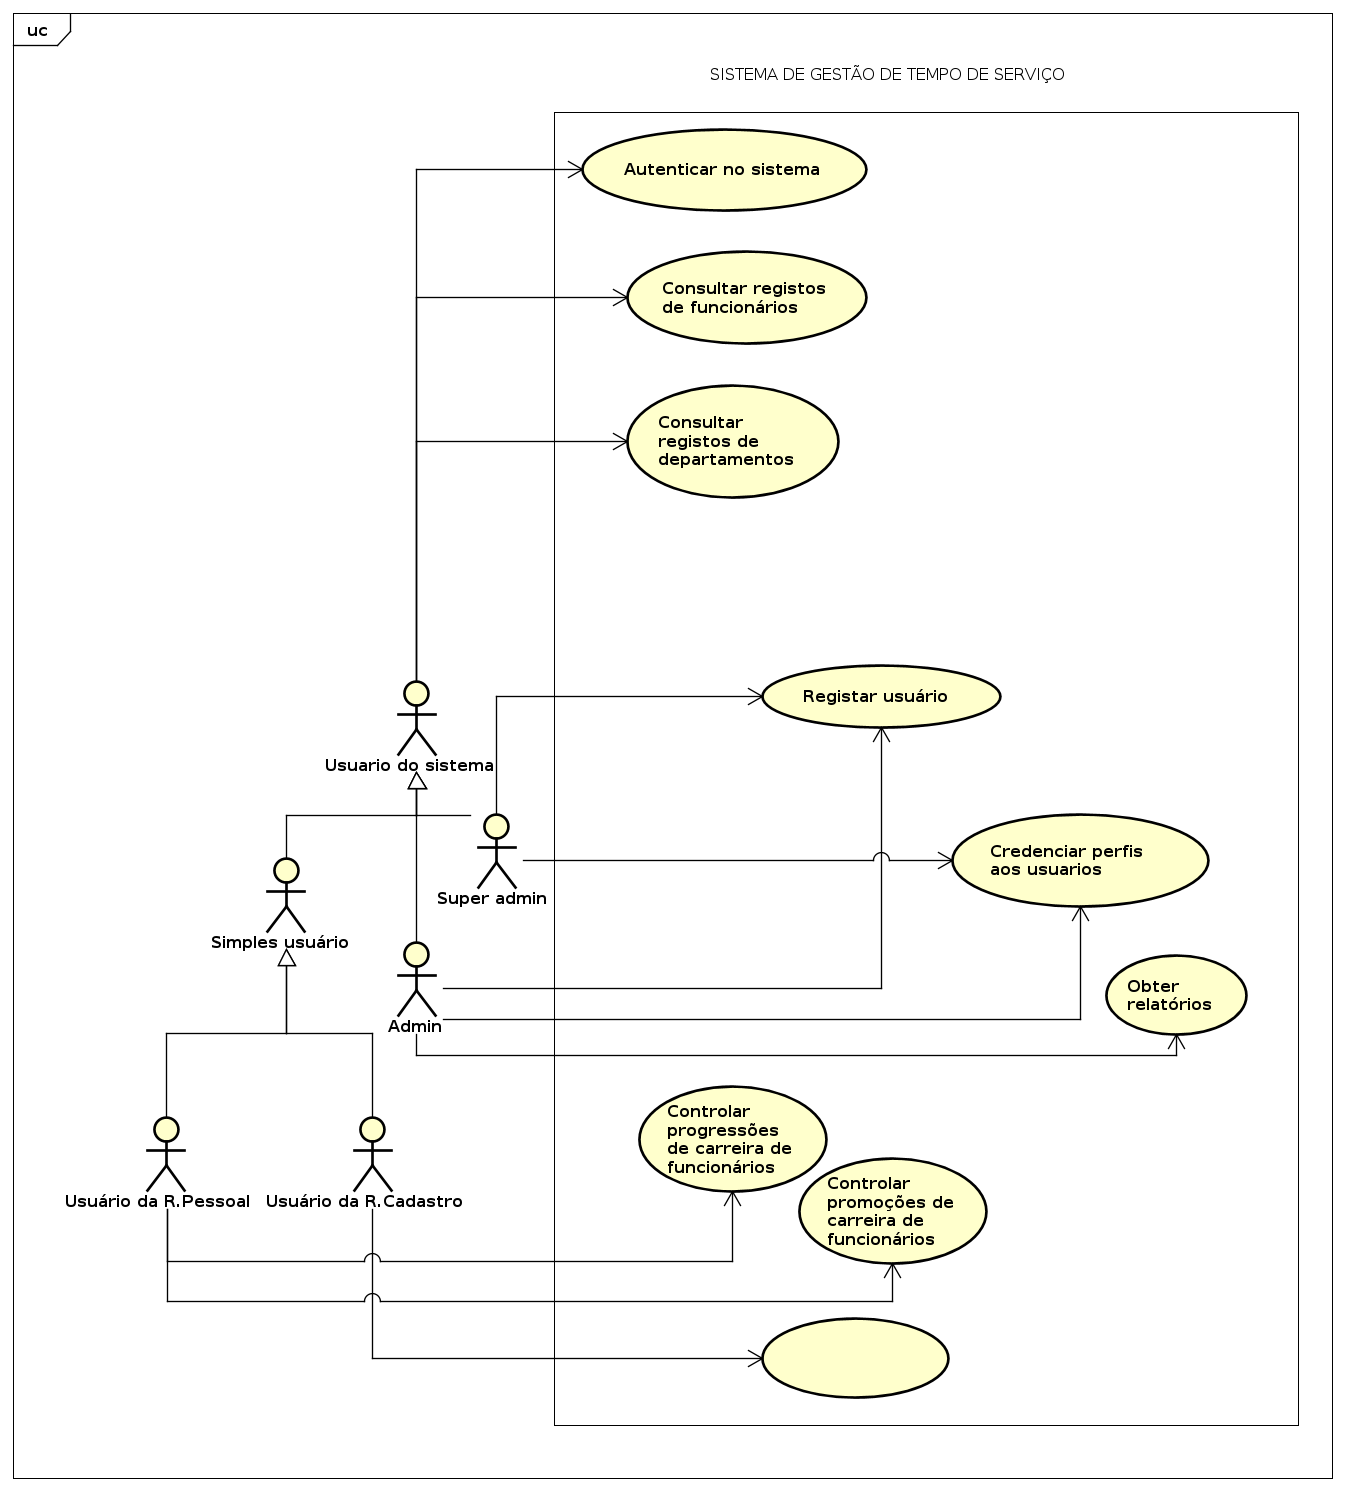 uc
SISTEMA DE GESTÃO DE TEMPO DE SERVIÇO
Autenticar no sistema
Consultar registos
de funcionários
Consultar
registos de
departamentos
Registar usuário
Usuario do sistema
Credenciar perfis
aos usuarios
Super admin
Simples usuário
Obter
relatórios
Admin
Controlar
progressões
de carreira de
funcionários
Controlar
promoções de
carreira de
funcionários
Usuário da R.Pessoal
Usuário da R.Cadastro